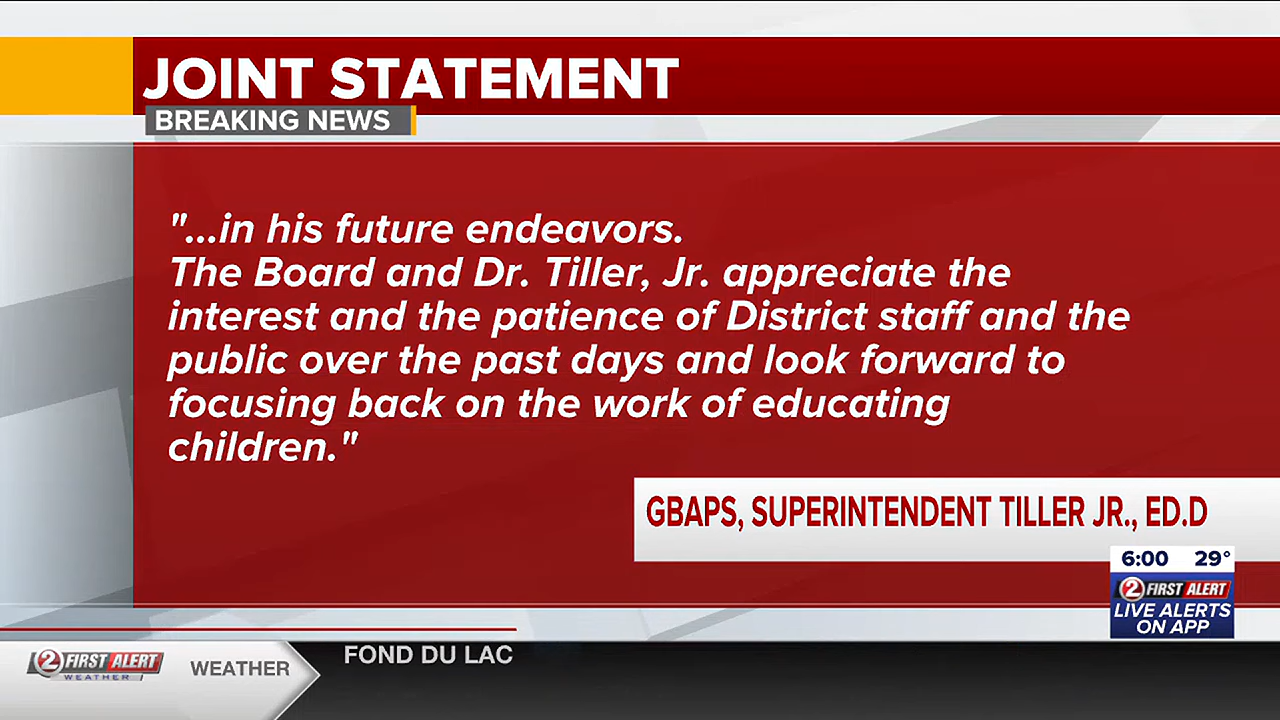 JOINT STATEMENT
BREAKING NEWS
"...in his future endeavors.
The Board and Dr. Tiller, Jr. appreciate the
interest and the patience of District staff and the
public over the past days and look forward to
focusing back on the work of educating
children."
GBAPS, SUPERINTENDENT TILLER JR., ED.D
6:00 29°
2 FIRST ALERT
LIVE ALERTS
ON APP
2 FIRST ALERT
WEATHER
WEATHER
FOND DU LAC